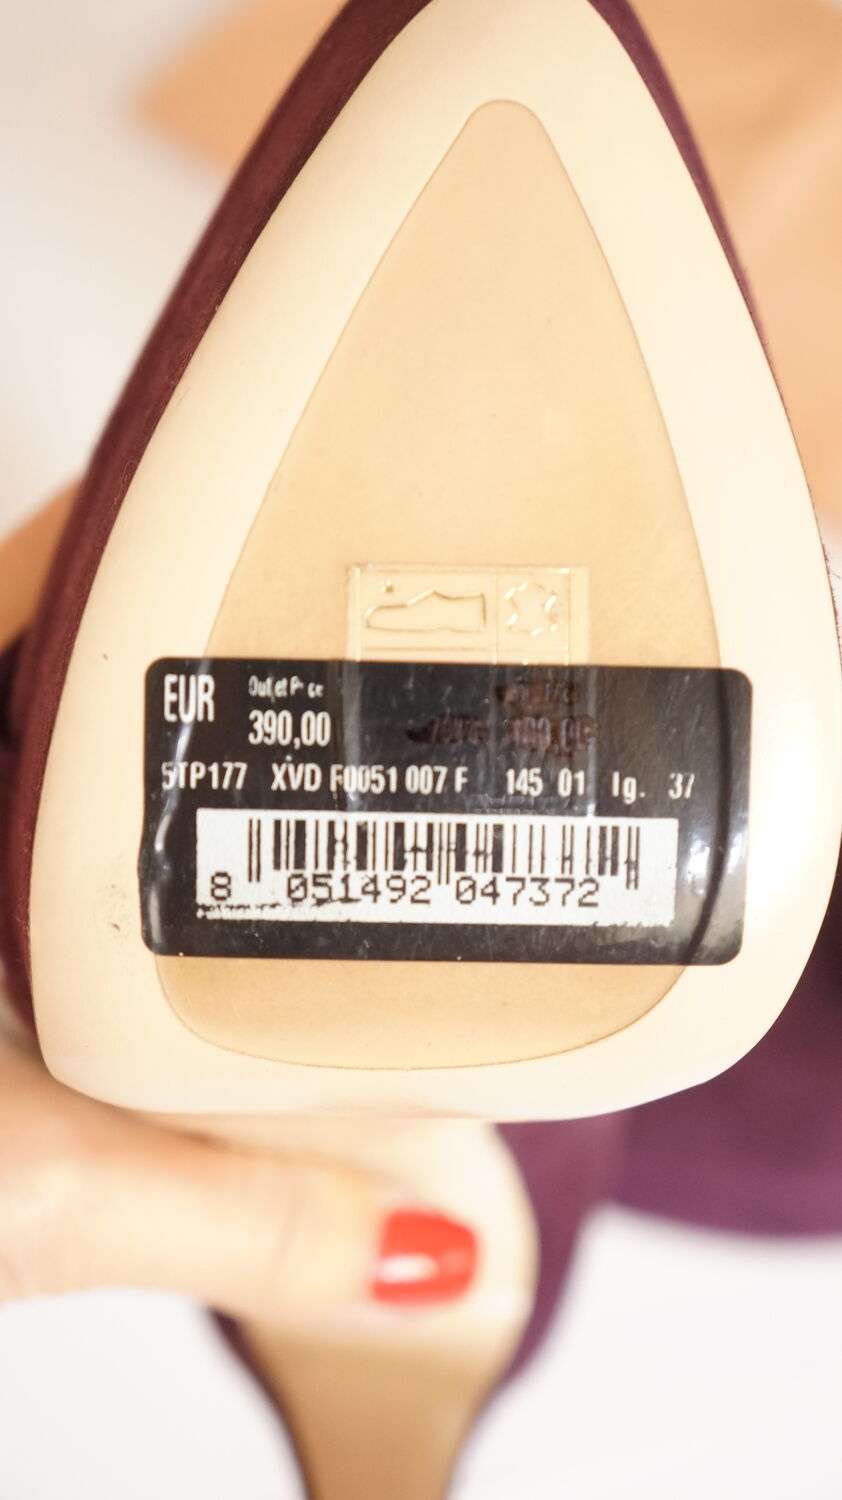 EUR Outlet Price
390,00
5TP177 XVD F0051 007 F 145 01 lg. 37
8 051492 047372